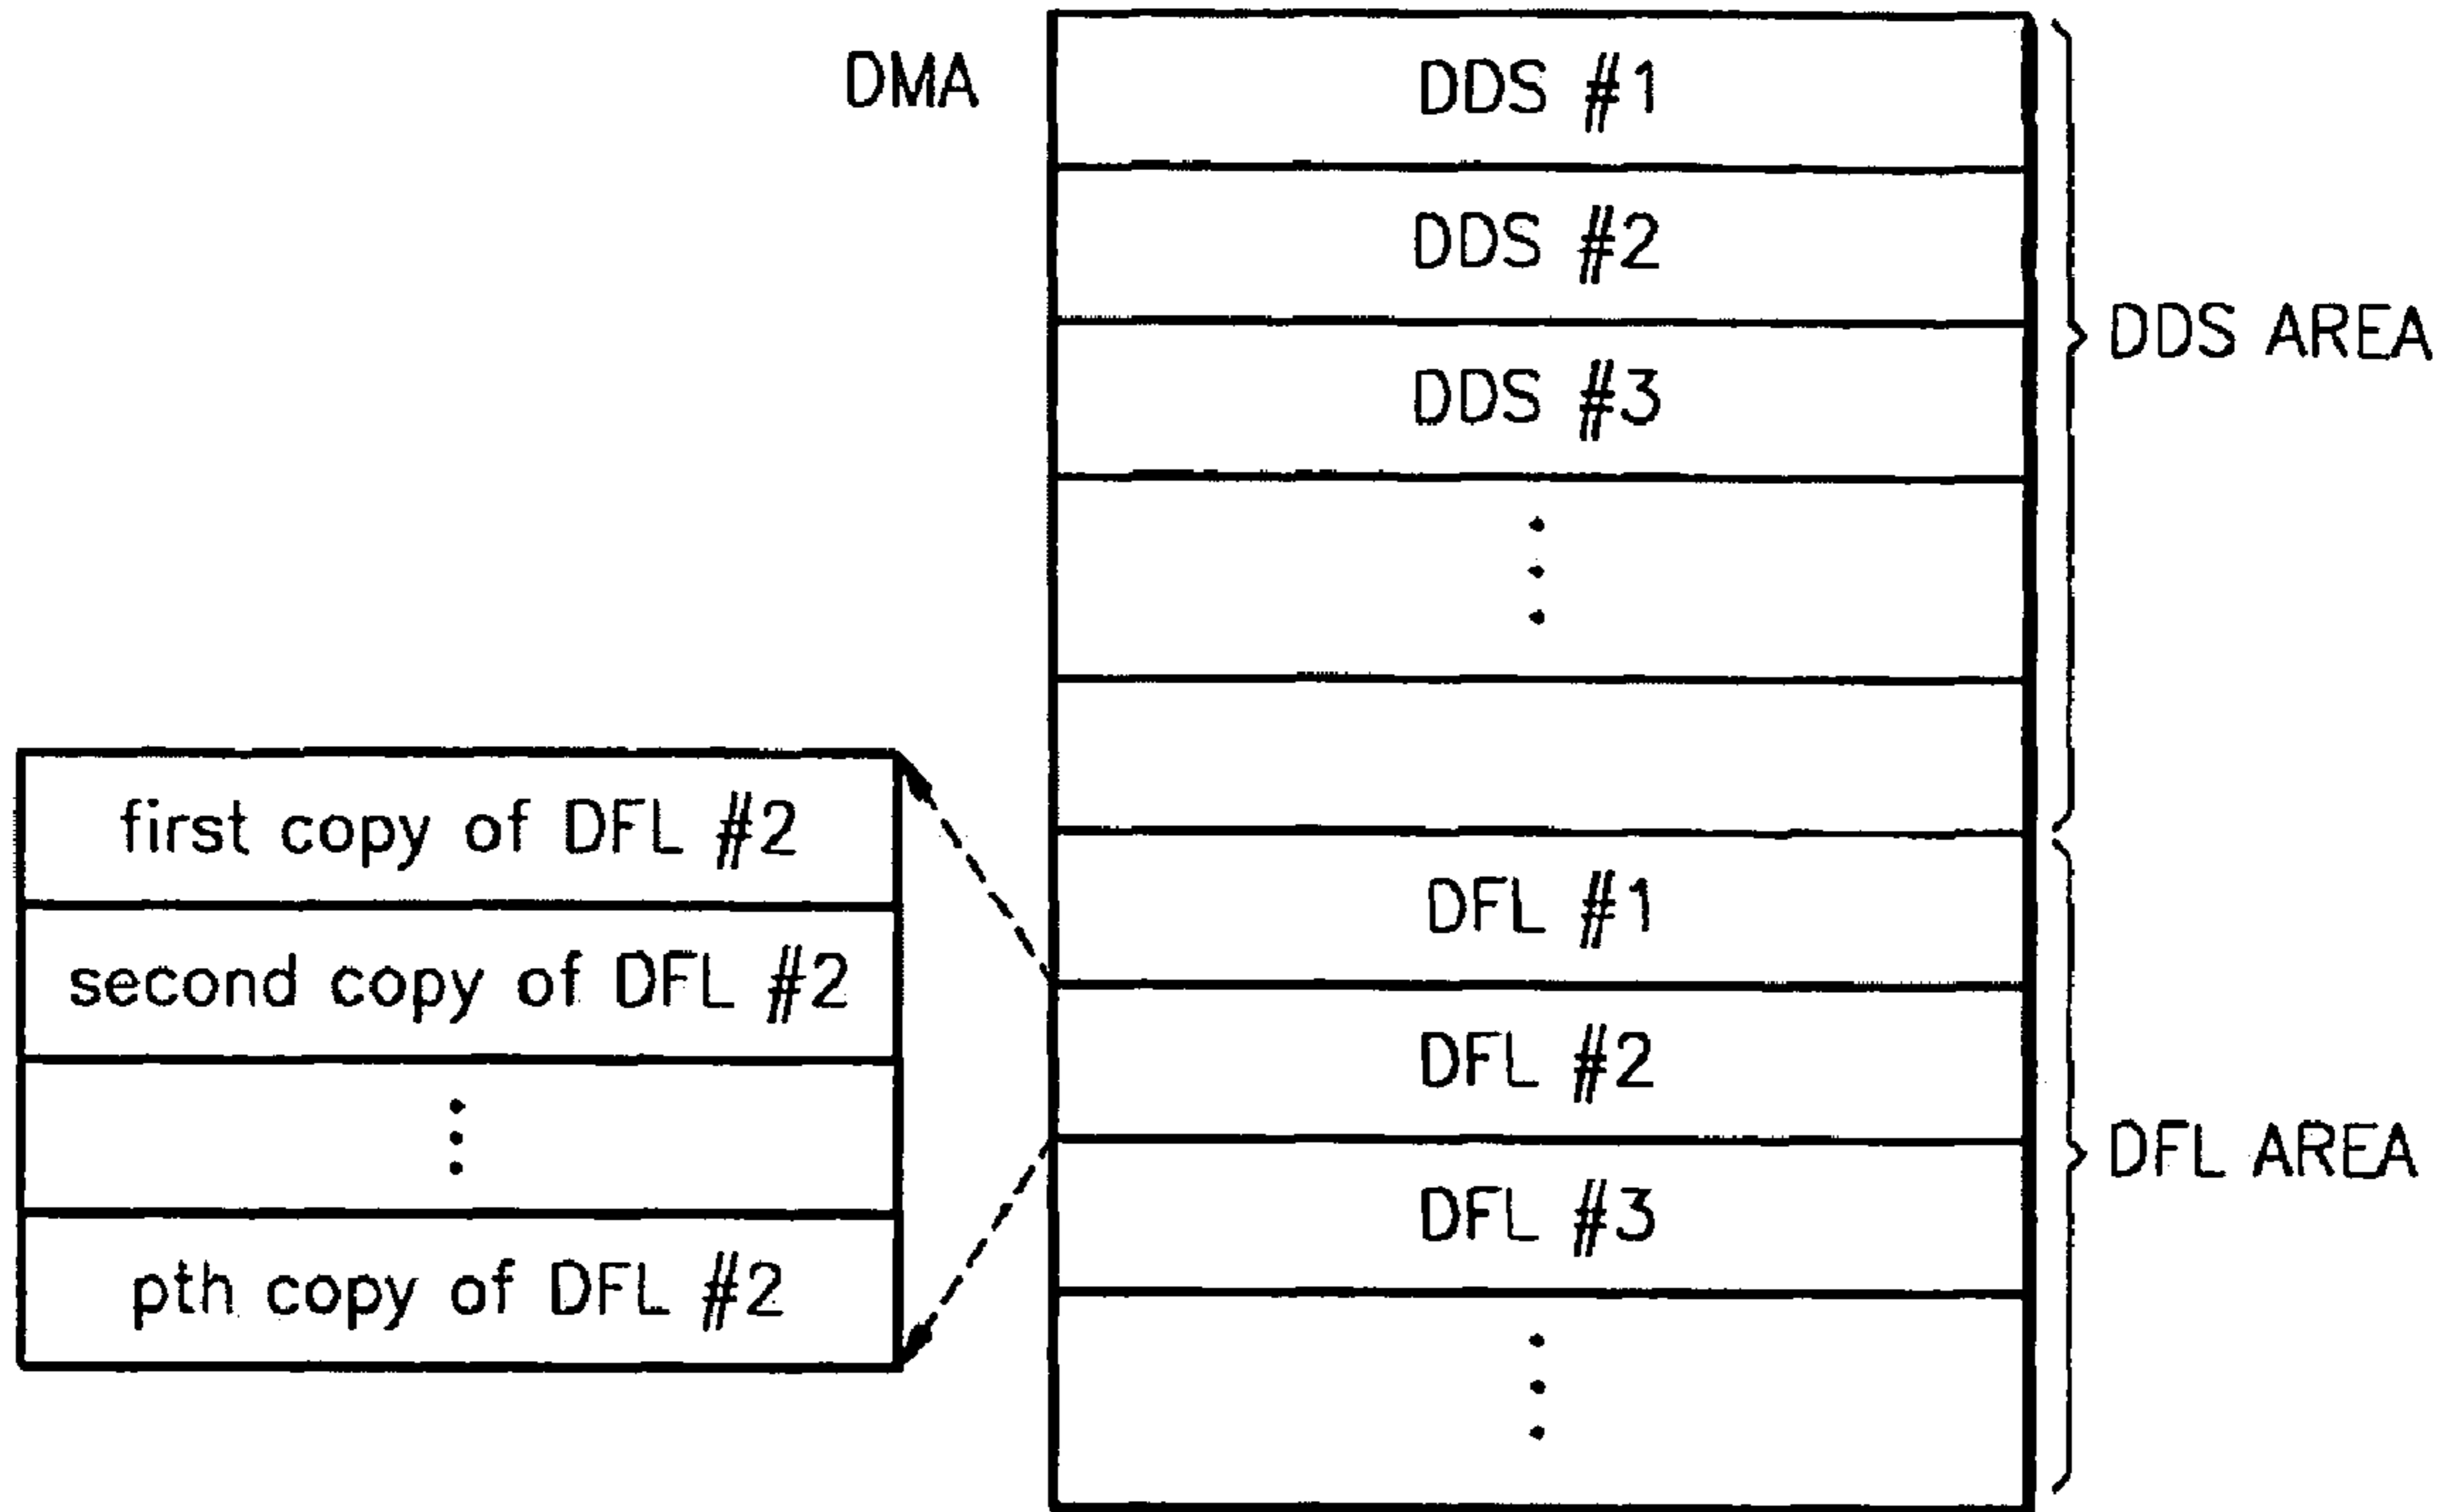 DMA
DDS #1
DDS #2
DDS #3
DDS AREA
first copy of DFL #2
second copy of DFL #2
pth copy of DFL #2
DFL #1
DFL #2
DFL #3
DFL AREA